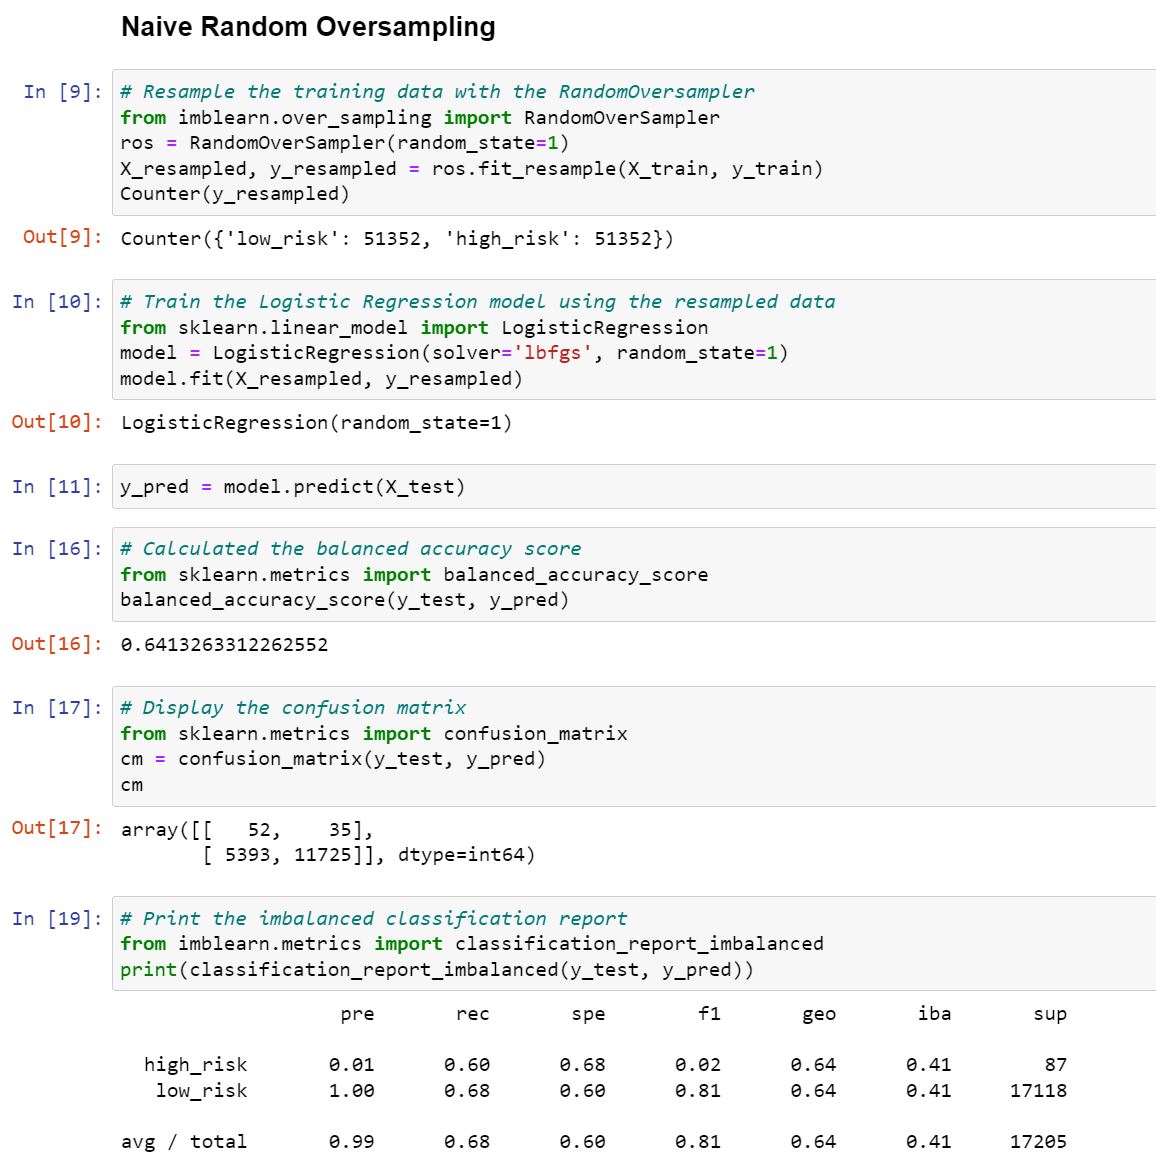 Naive Random Oversampling
In [9]: # Resample the training data with the RandomOversampler
from imblearn.over_sampling import RandomOverSampler
ros = RandomOverSampler(random_state=1)
X_resampled, y_resampled = ros.fit_resample(X_train, y_train)
Counter(y_resampled)
Out[9]: Counter({'low_risk': 51352, 'high_risk': 51352})
In [10]: # Train the Logistic Regression model using the resampled data
from sklearn.linear_model import LogisticRegression
model = LogisticRegression(solver='lbfgs', random_state=1)
model.fit(X_resampled, y_resampled)
Out[10]: LogisticRegression(random_state=1)
In [11]: y_pred = model.predict(X_test)
In [16]: # Calculated the balanced accuracy score
from sklearn.metrics import balanced_accuracy_score
balanced_accuracy_score(y_test, y_pred)
Out[16]: 0.6413263312262552
In [17]: # Display the confusion matrix
from sklearn.metrics import confusion_matrix
cm = confusion_matrix(y_test, y_pred)
cm
Out[17]: array([[   52,    35],
       [ 5393, 11725]], dtype=int64)
In [19]: # Print the imbalanced classification report
from imblearn.metrics import classification_report_imbalanced
print(classification_report_imbalanced(y_test, y_pred))
pre rec spe f1 geo iba sup
high_risk 0.01 0.60 0.68 0.02 0.64 0.41 87
low_risk 1.00 0.68 0.60 0.81 0.64 0.41 17118
avg / total 0.99 0.68 0.60 0.81 0.64 0.41 17205